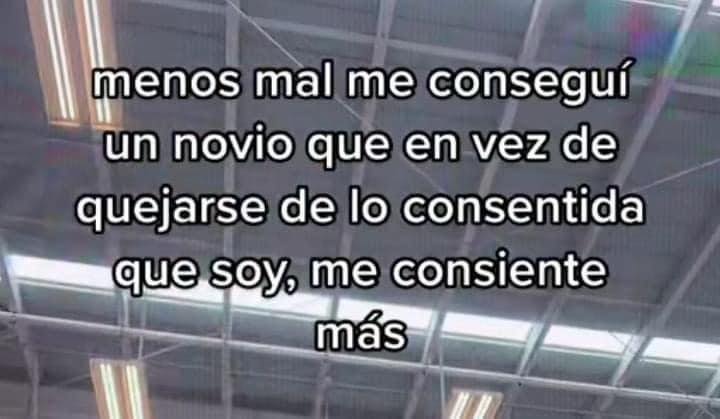 menos mal me conseguí
un novio que en vez de
quejarse de lo consentida
que soy, me consiente
más